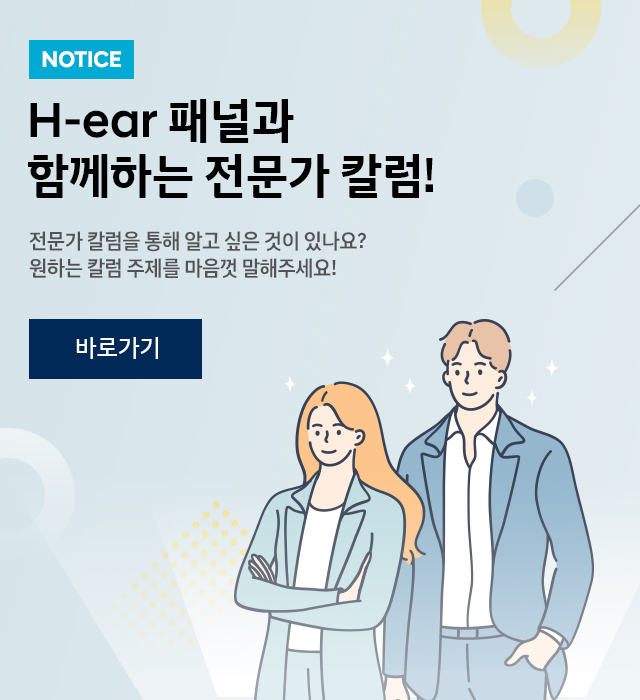 NOTICE
H-ear 패널과
함께하는 전문가 칼럼!
전문가 칼럼을 통해 알고 싶은 것이 있나요?
원하는 칼럼 주제를 마음껏 말해주세요!
바로가기